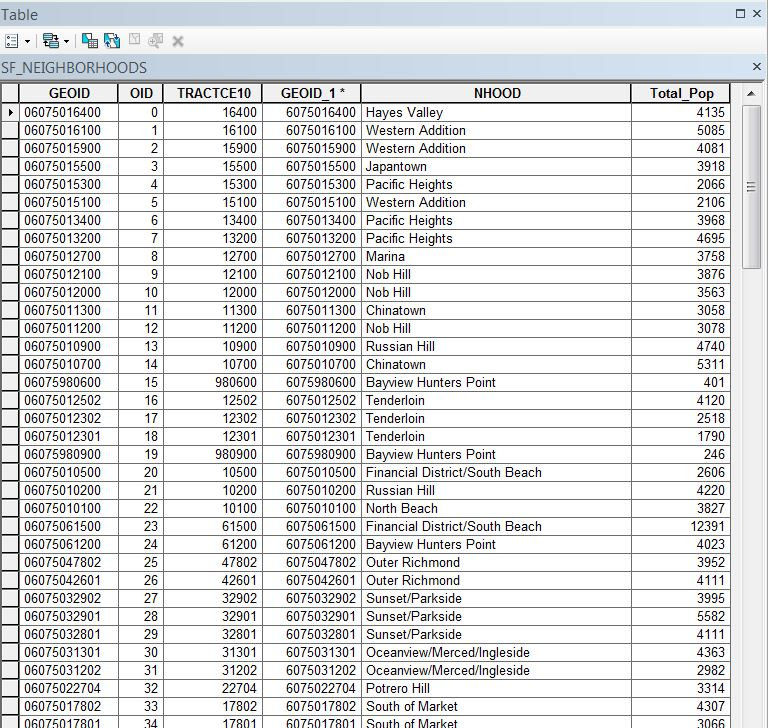 Table
SF_NEIGHBORHOODS
GEOID OID TRACTCE10 GEOID_1 * NHOOD Total_Pop
06075016400 0 16400 6075016400 Hayes Valley 4135
06075016100 1 16100 6075016100 Western Addition 5085
06075015900 2 15900 6075015900 Western Addition 4081
06075015500 3 15500 6075015500 Japantown 3918
06075015300 4 15300 6075015300 Pacific Heights 2066
06075015100 5 15100 6075015100 Western Addition 2106
06075013400 6 13400 6075013400 Pacific Heights 3968
06075013200 7 13200 6075013200 Pacific Heights 4695
06075012700 8 12700 6075012700 Marina 3758
06075012100 9 12100 6075012100 Nob Hill 3876
06075012000 10 12000 6075012000 Nob Hill 3563
06075011300 11 11300 6075011300 Chinatown 3058
06075011200 12 11200 6075011200 Nob Hill 3078
06075010900 13 10900 6075010900 Russian Hill 4740
06075010700 14 10700 6075010700 Chinatown 5311
06075980600 15 980600 6075980600 Bayview Hunters Point 401
06075012502 16 12502 6075012502 Tenderloin 4120
06075012302 17 12302 6075012302 Tenderloin 2518
06075012301 18 12301 6075012301 Tenderloin 1790
06075980900 19 980900 6075980900 Bayview Hunters Point 246
06075010500 20 10500 6075010500 Financial District/South Beach 2606
06075010200 21 10200 6075010200 Russian Hill 4220
06075010100 22 10100 6075010100 North Beach 3827
06075061500 23 61500 6075061500 Financial District/South Beach 12391
06075061200 24 61200 6075061200 Bayview Hunters Point 4023
06075047802 25 47802 6075047802 Outer Richmond 3952
06075042601 26 42601 6075042601 Outer Richmond 4111
06075032902 27 32902 6075032902 Sunset/Parkside 3995
06075032901 28 32901 6075032901 Sunset/Parkside 5582
06075032801 29 32801 6075032801 Sunset/Parkside 4111
06075031301 30 31301 6075031301 Oceanview/Merced/Ingleside 4363
06075031202 31 31202 6075031202 Oceanview/Merced/Ingleside 2982
06075022704 32 22704 6075022704 Potrero Hill 3314
06075017802 33 17802 6075017802 South of Market 4307
06075017801 34 17801 6075017801 South of Market 3066